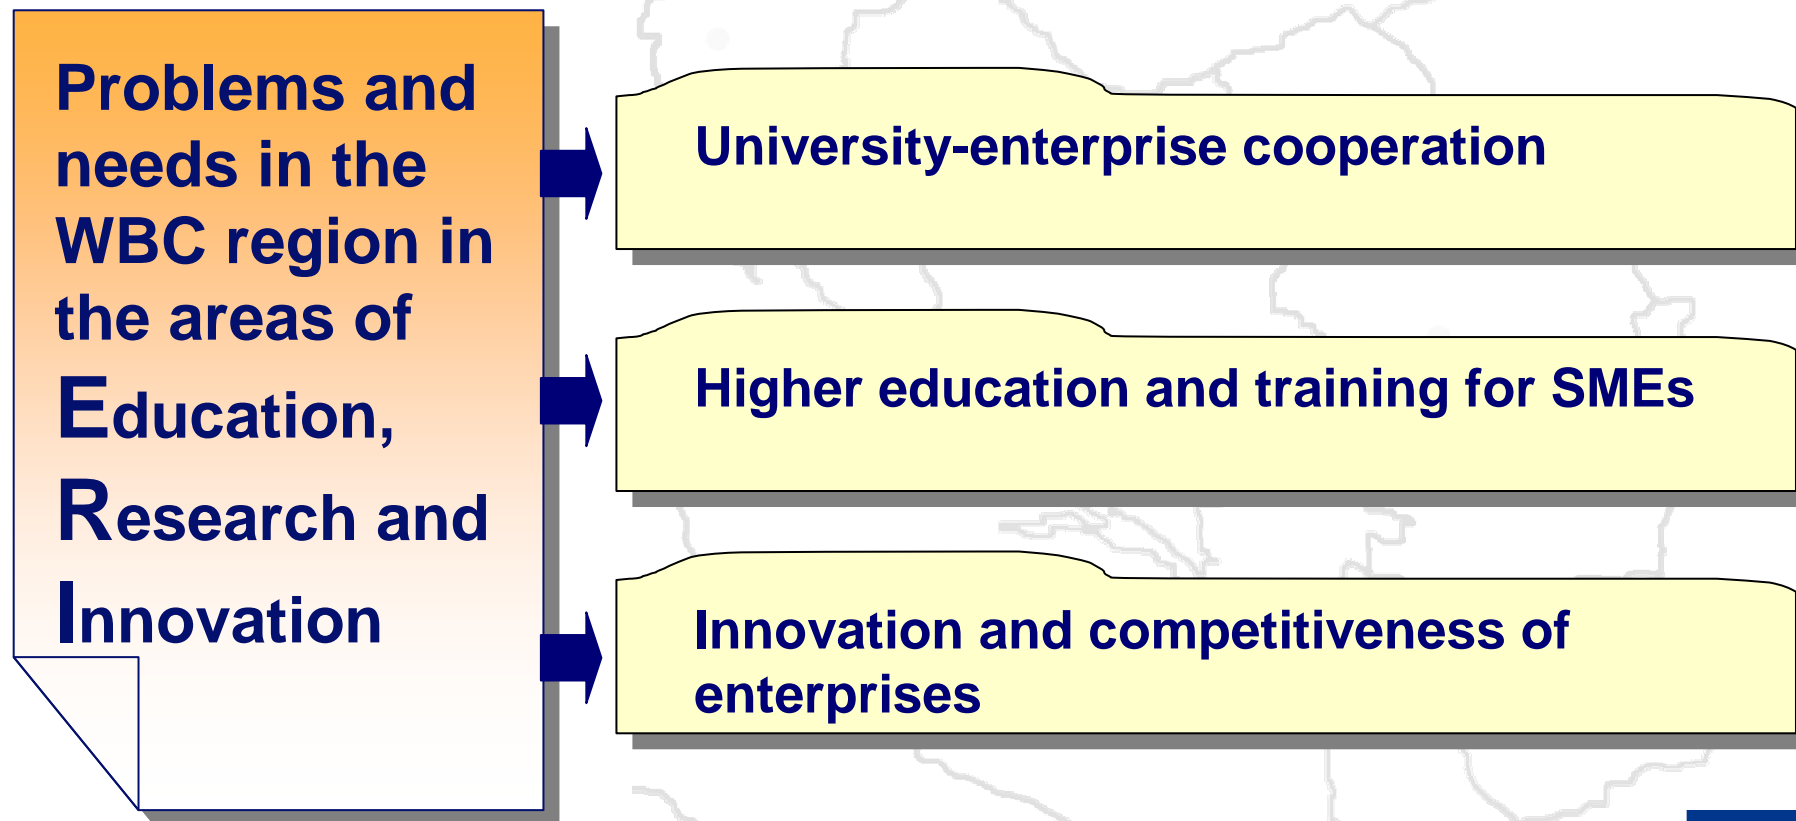 Problems and
needs in the
WBC region in
the areas of
Education,
Research and
Innovation
University-enterprise cooperation
Higher education and training for SMEs
Innovation and competitiveness of
enterprises